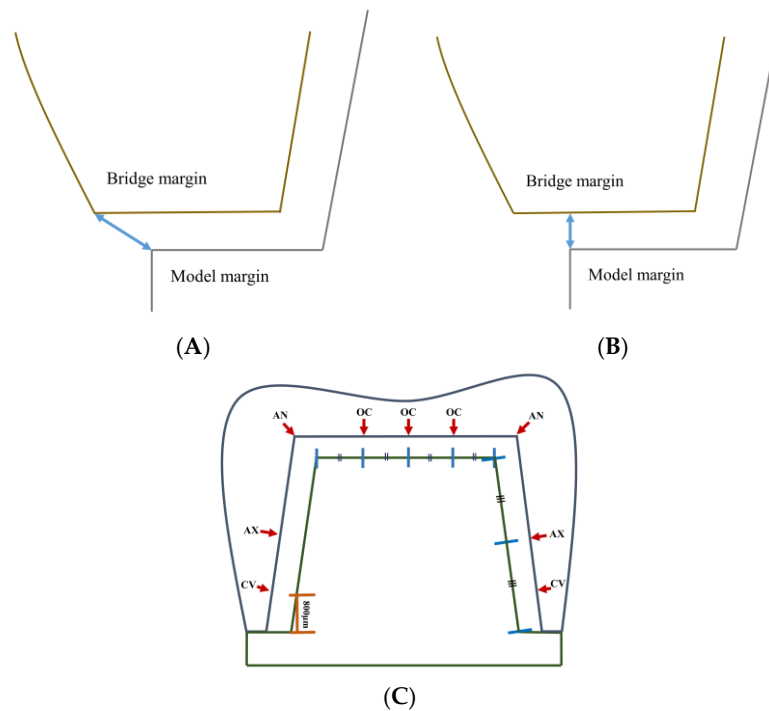 Bridge margin
Model margin
(A)
Bridge margin
Model margin
(B)
AN
OC
OC
OC
AN
AX
AX
CV
CV
800μm
(C)